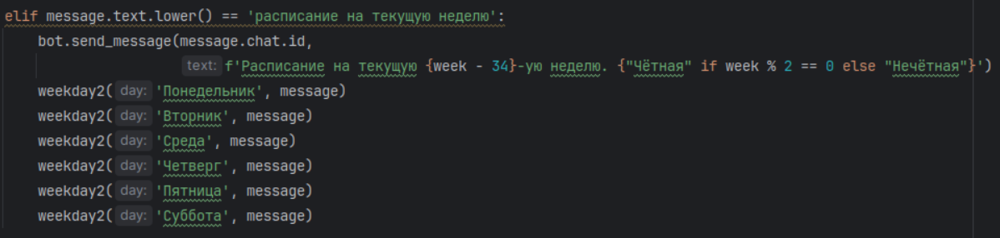 elif message.text.lower() == 'расписание на текущую неделю':
bot.send_message(message.chat.id,
text: f'Расписание на текущую {week - 34}-ую неделю. {"Чётная" if week % 2 == 0 else "Нечётная"}')
weekday2( day: 'Понедельник', message)
weekday2( day: 'Вторник', message)
weekday2( day: 'Среда', message)
weekday2( day: 'Четверг', message)
weekday2( day: 'Пятница', message)
weekday2( day: 'Суббота', message)